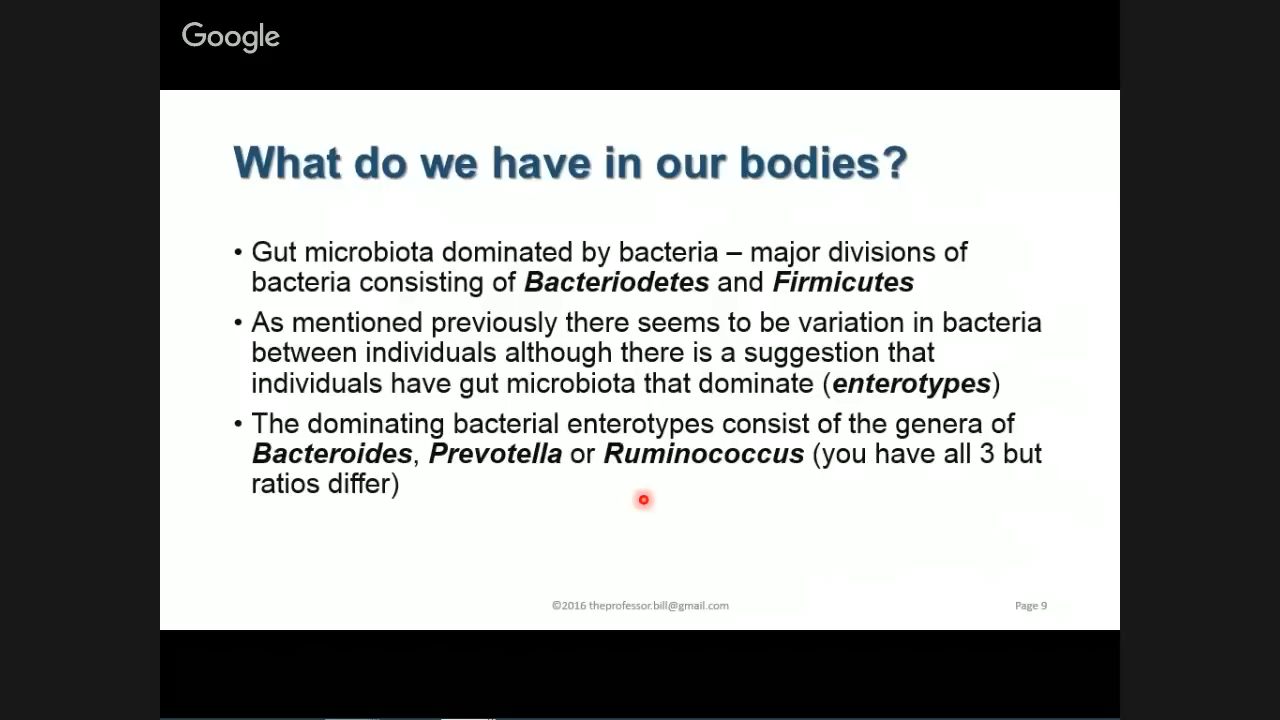 Google
What do we have in our bodies?
• Gut microbiota dominated by bacteria – major divisions of
bacteria consisting of Bacteriodetes and Firmicutes
• As mentioned previously there seems to be variation in bacteria
between individuals although there is a suggestion that
individuals have gut microbiota that dominate (enterotypes)
• The dominating bacterial enterotypes consist of the genera of
Bacteroides, Prevotella or Ruminococcus (you have all 3 but
ratios differ)
©2016 theprofessor.bill@gmail.com
Page 9